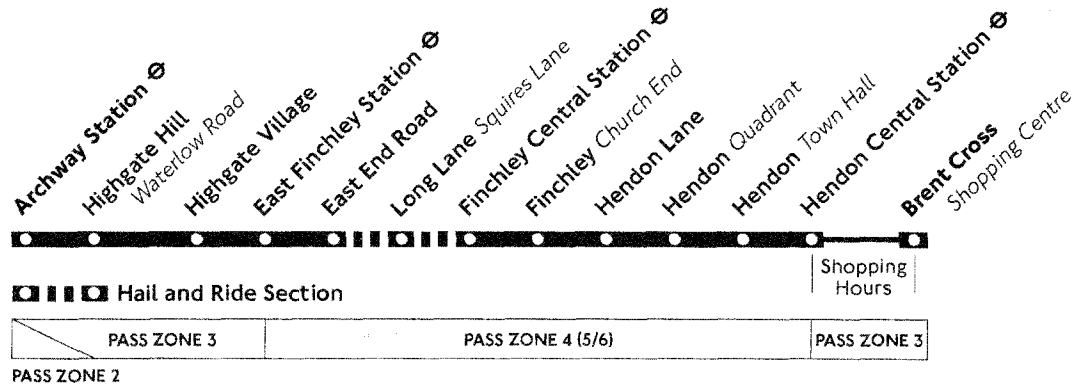 Archway Station
Highgate Hill
Waterlow Road
Highgate Village
East Finchley Station
East End Road
Long Lane Squires Lane
Finchley Central Station
Finchley Church End
Hendon Lane
Hendon Quadrant
Hendon Town Hall
Hendon Central Station
Brent Cross
Shopping Centre
Shopping
Hours
Hail and Ride Section
PASS ZONE 3
PASS ZONE 4 (5/6)
PASS ZONE 3
PASS ZONE 2